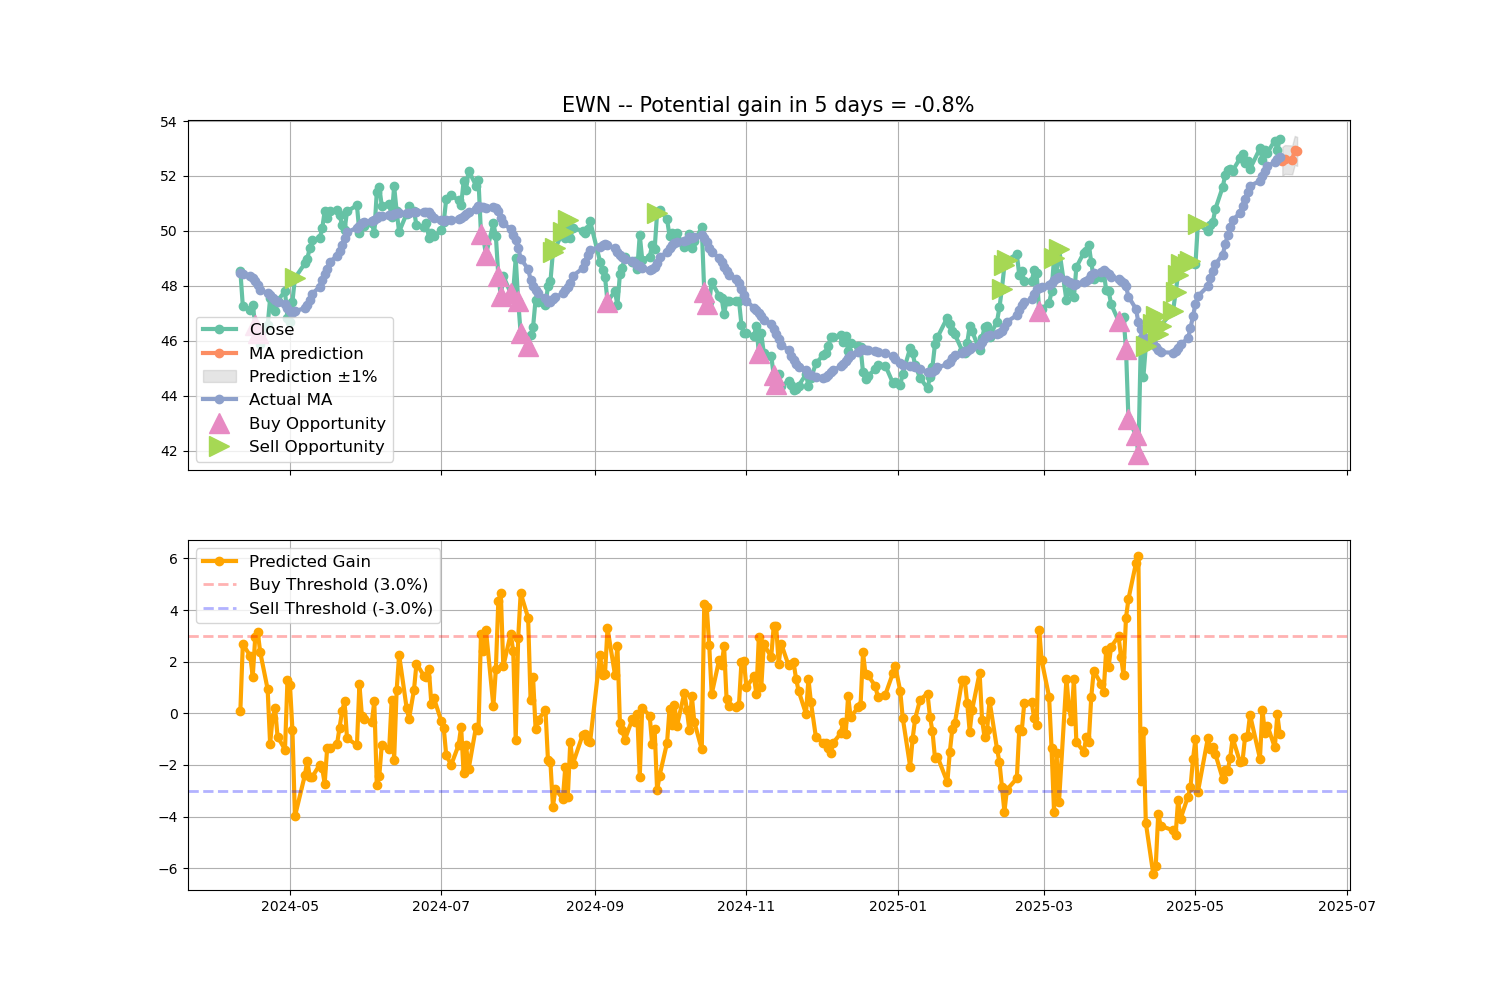 EWN -- Potential gain in 5 days = -0.8%
54
52
50
48
46
44
42
Close
MA prediction
Prediction ±1%
Actual MA
Buy Opportunity
Sell Opportunity
6
4
2
0
−2
−4
−6
Predicted Gain
Buy Threshold (3.0%)
Sell Threshold (-3.0%)
2024-05
2024-07
2024-09
2024-11
2025-01
2025-03
2025-05
2025-07